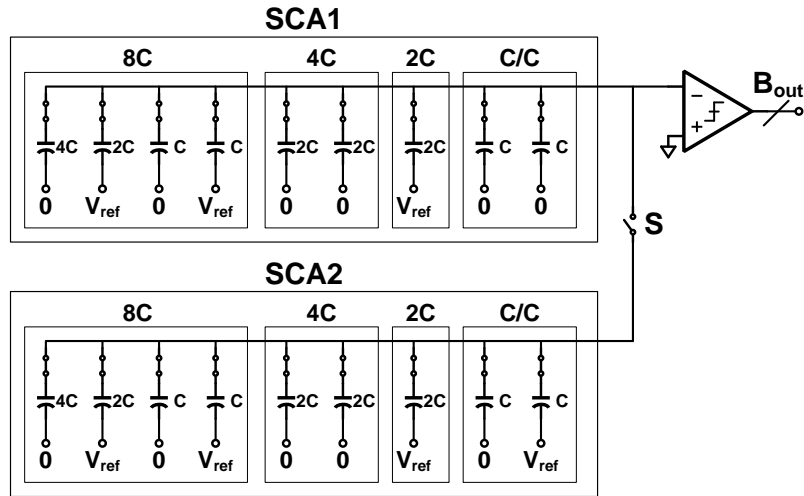 SCA1
8C 4C 2C C/C
− + B_out
4C 2C C C 2C 2C 2C C C
0 V_ref 0 V_ref 0 0 V_ref 0 0
S
SCA2
8C 4C 2C C/C
4C 2C C C 2C 2C 2C C C
0 V_ref 0 V_ref 0 0 V_ref 0 V_ref